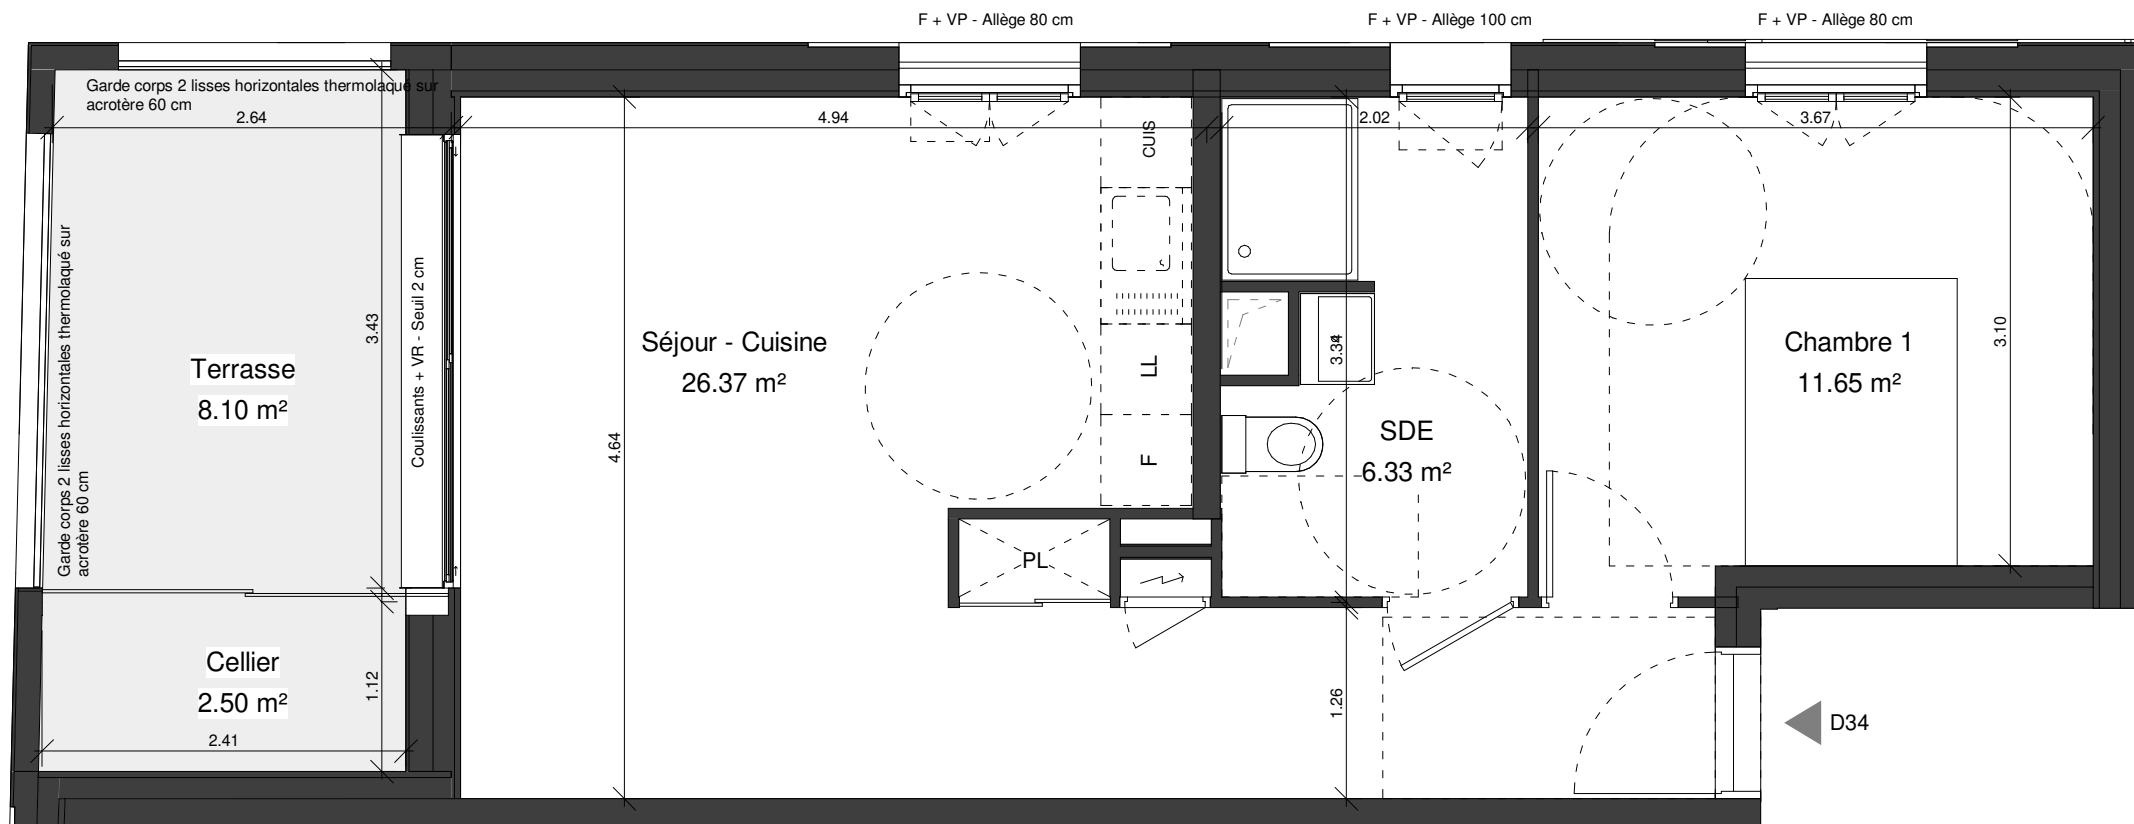 F + VP - Allège 80 cm
F + VP - Allège 100 cm
F + VP - Allège 80 cm
Garde corps 2 lisses horizontales thermolaqué sur
acrotère 60 cm
2.64
4.94
2.02
3.67
CUIS
Garde corps 2 lisses horizontales thermolaqué sur
acrotère 60 cm
3.43
Coulissants + VR - Seuil 2 cm
Terrasse
8.10 m²
Séjour - Cuisine
26.37 m²
4.64
LL
F
3.34
SDE
6.33 m²
Chambre 1
11.65 m²
3.10
PL
Cellier
2.50 m²
1.12
2.41
1.26
D34